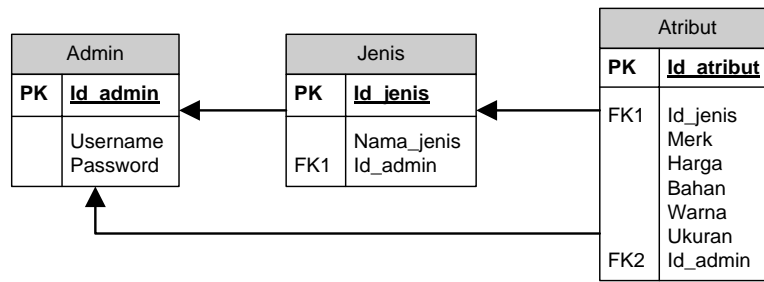 Admin
PK Id_admin
Username
Password
Jenis
PK Id_jenis
Nama_jenis
FK1 Id_admin
Atribut
PK Id_atribut
FK1 Id_jenis
Merk
Harga
Bahan
Warna
Ukuran
FK2 Id_admin